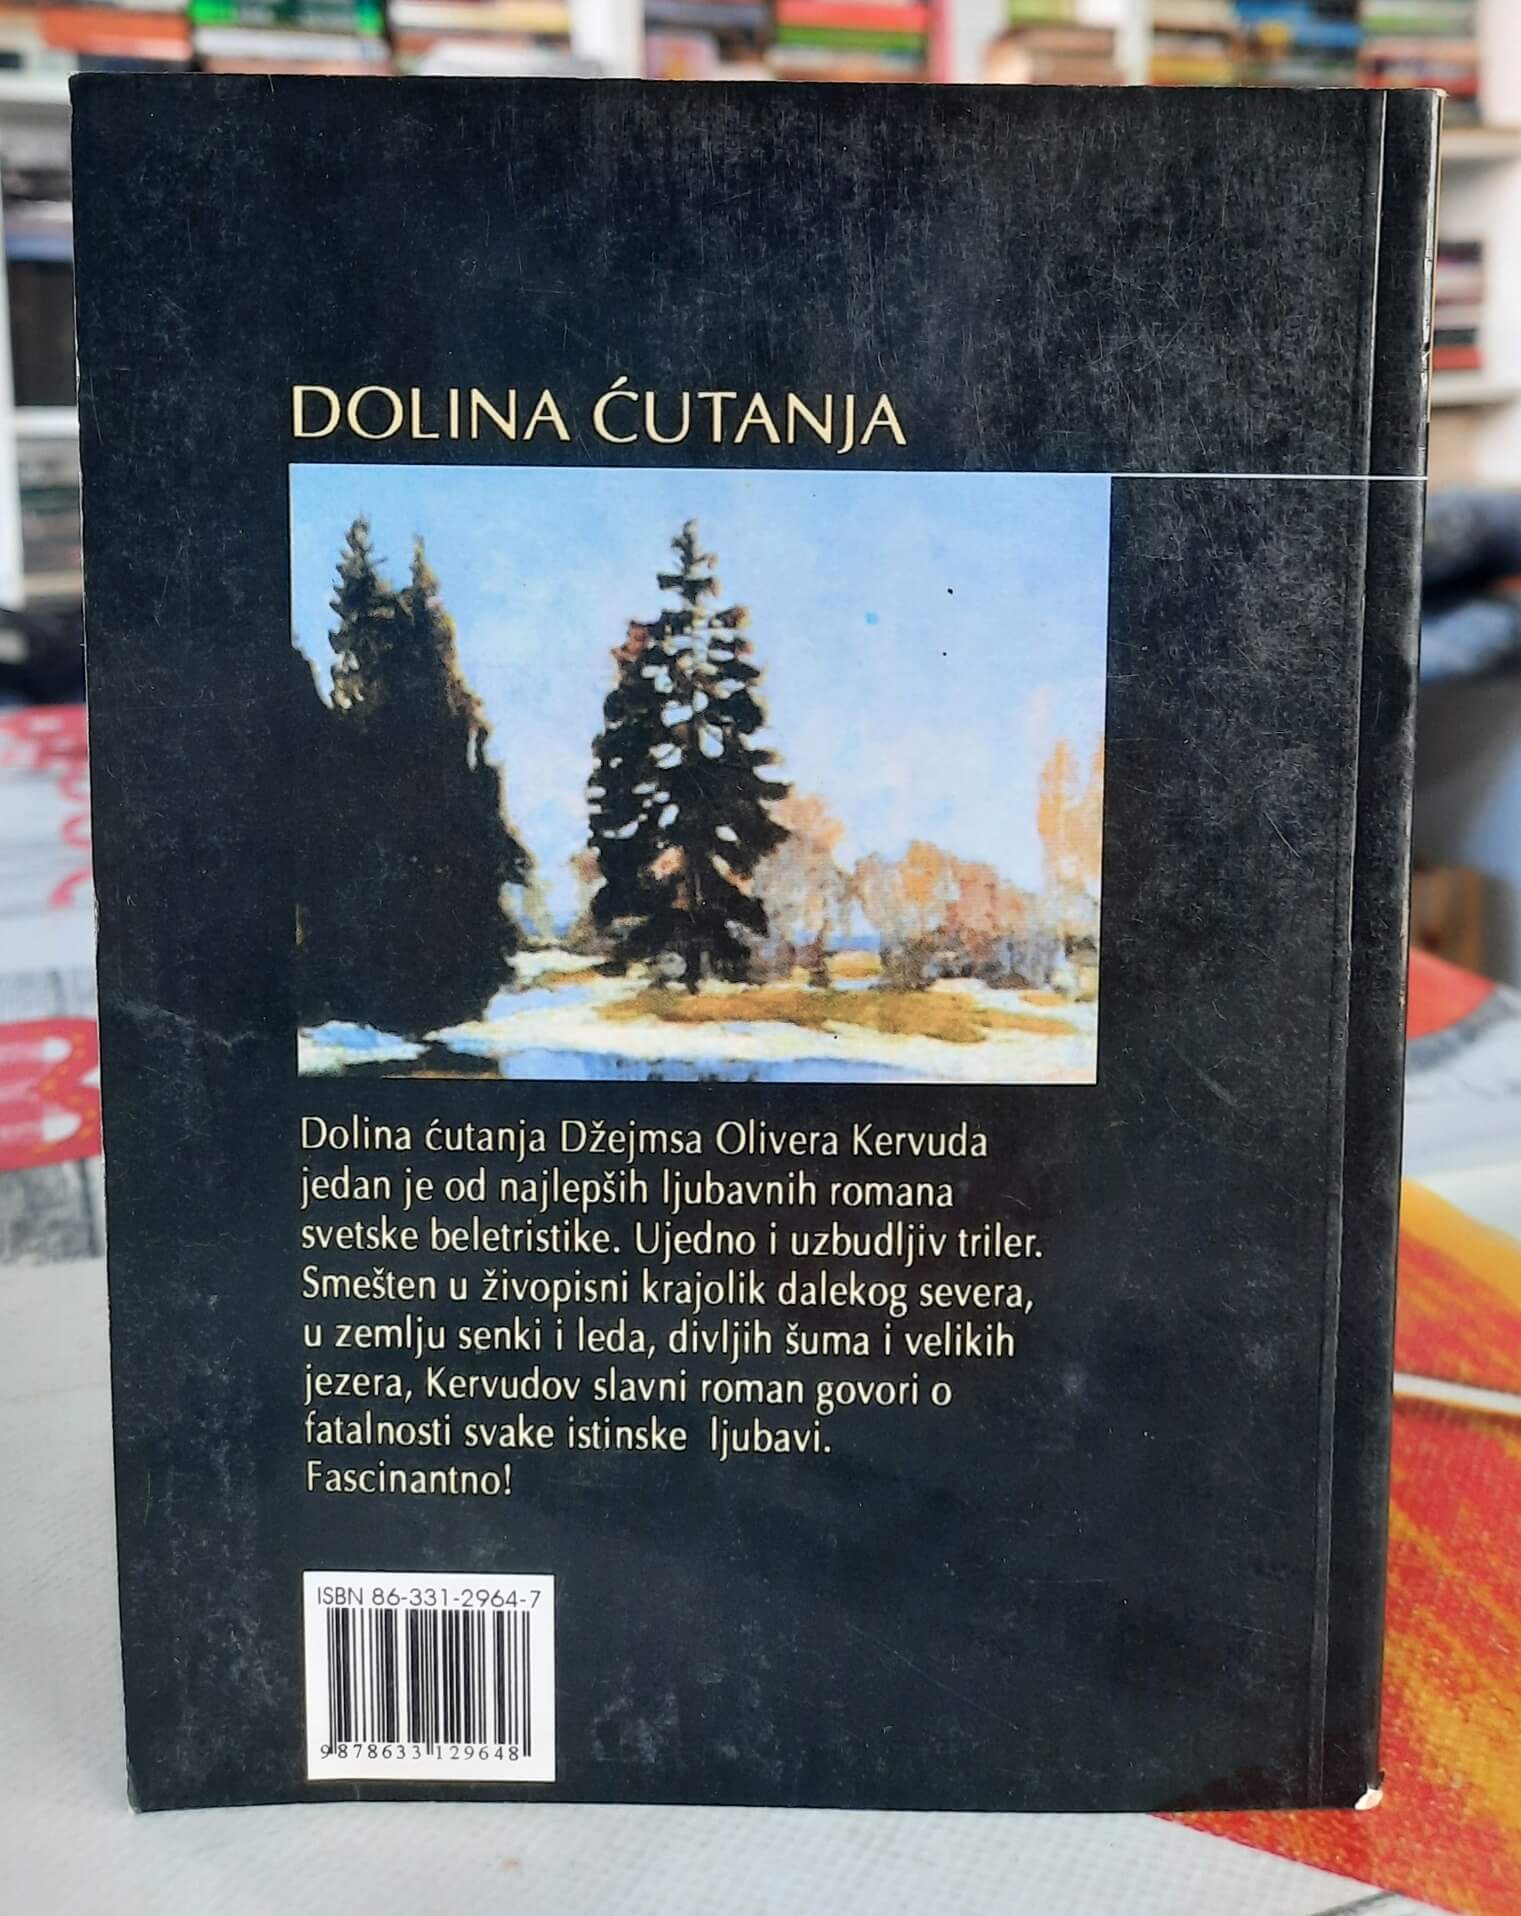 DOLINA ĆUTANJA
Dolina ćutanja Džejmsa Olivera Kervuda
jedan je od najlepših ljubavnih romana
svetske beletristike. Ujedno i uzbudljiv triler.
Smešten u živopisni krajolik dalekog severa,
u zemlju senki i leda, divljih šuma i velikih
jezera, Kervudov slavni roman govori o
fatalnosti svake istinske ljubavi.
Fascinantno!
ISBN 86-331-2964-7
9788633129648